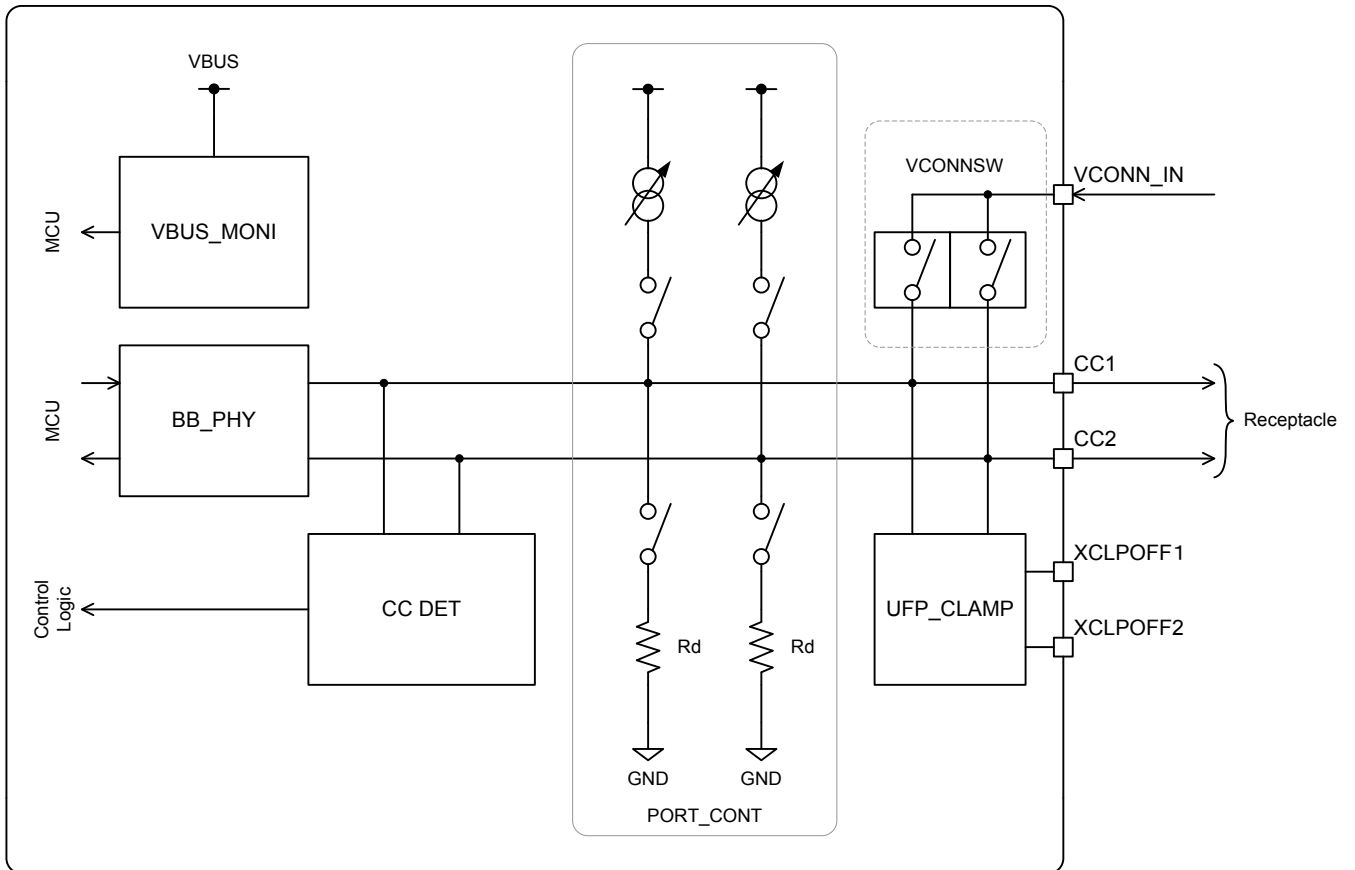 VBUS
VCONNSW
VCONN_IN
MCU
VBUS_MONI
CC1
MCU
BB_PHY
Receptacle
CC2
XCLPOFF1
Control
Logic
CC DET
UFP_CLAMP
XCLPOFF2
Rd
Rd
GND
GND
PORT_CONT